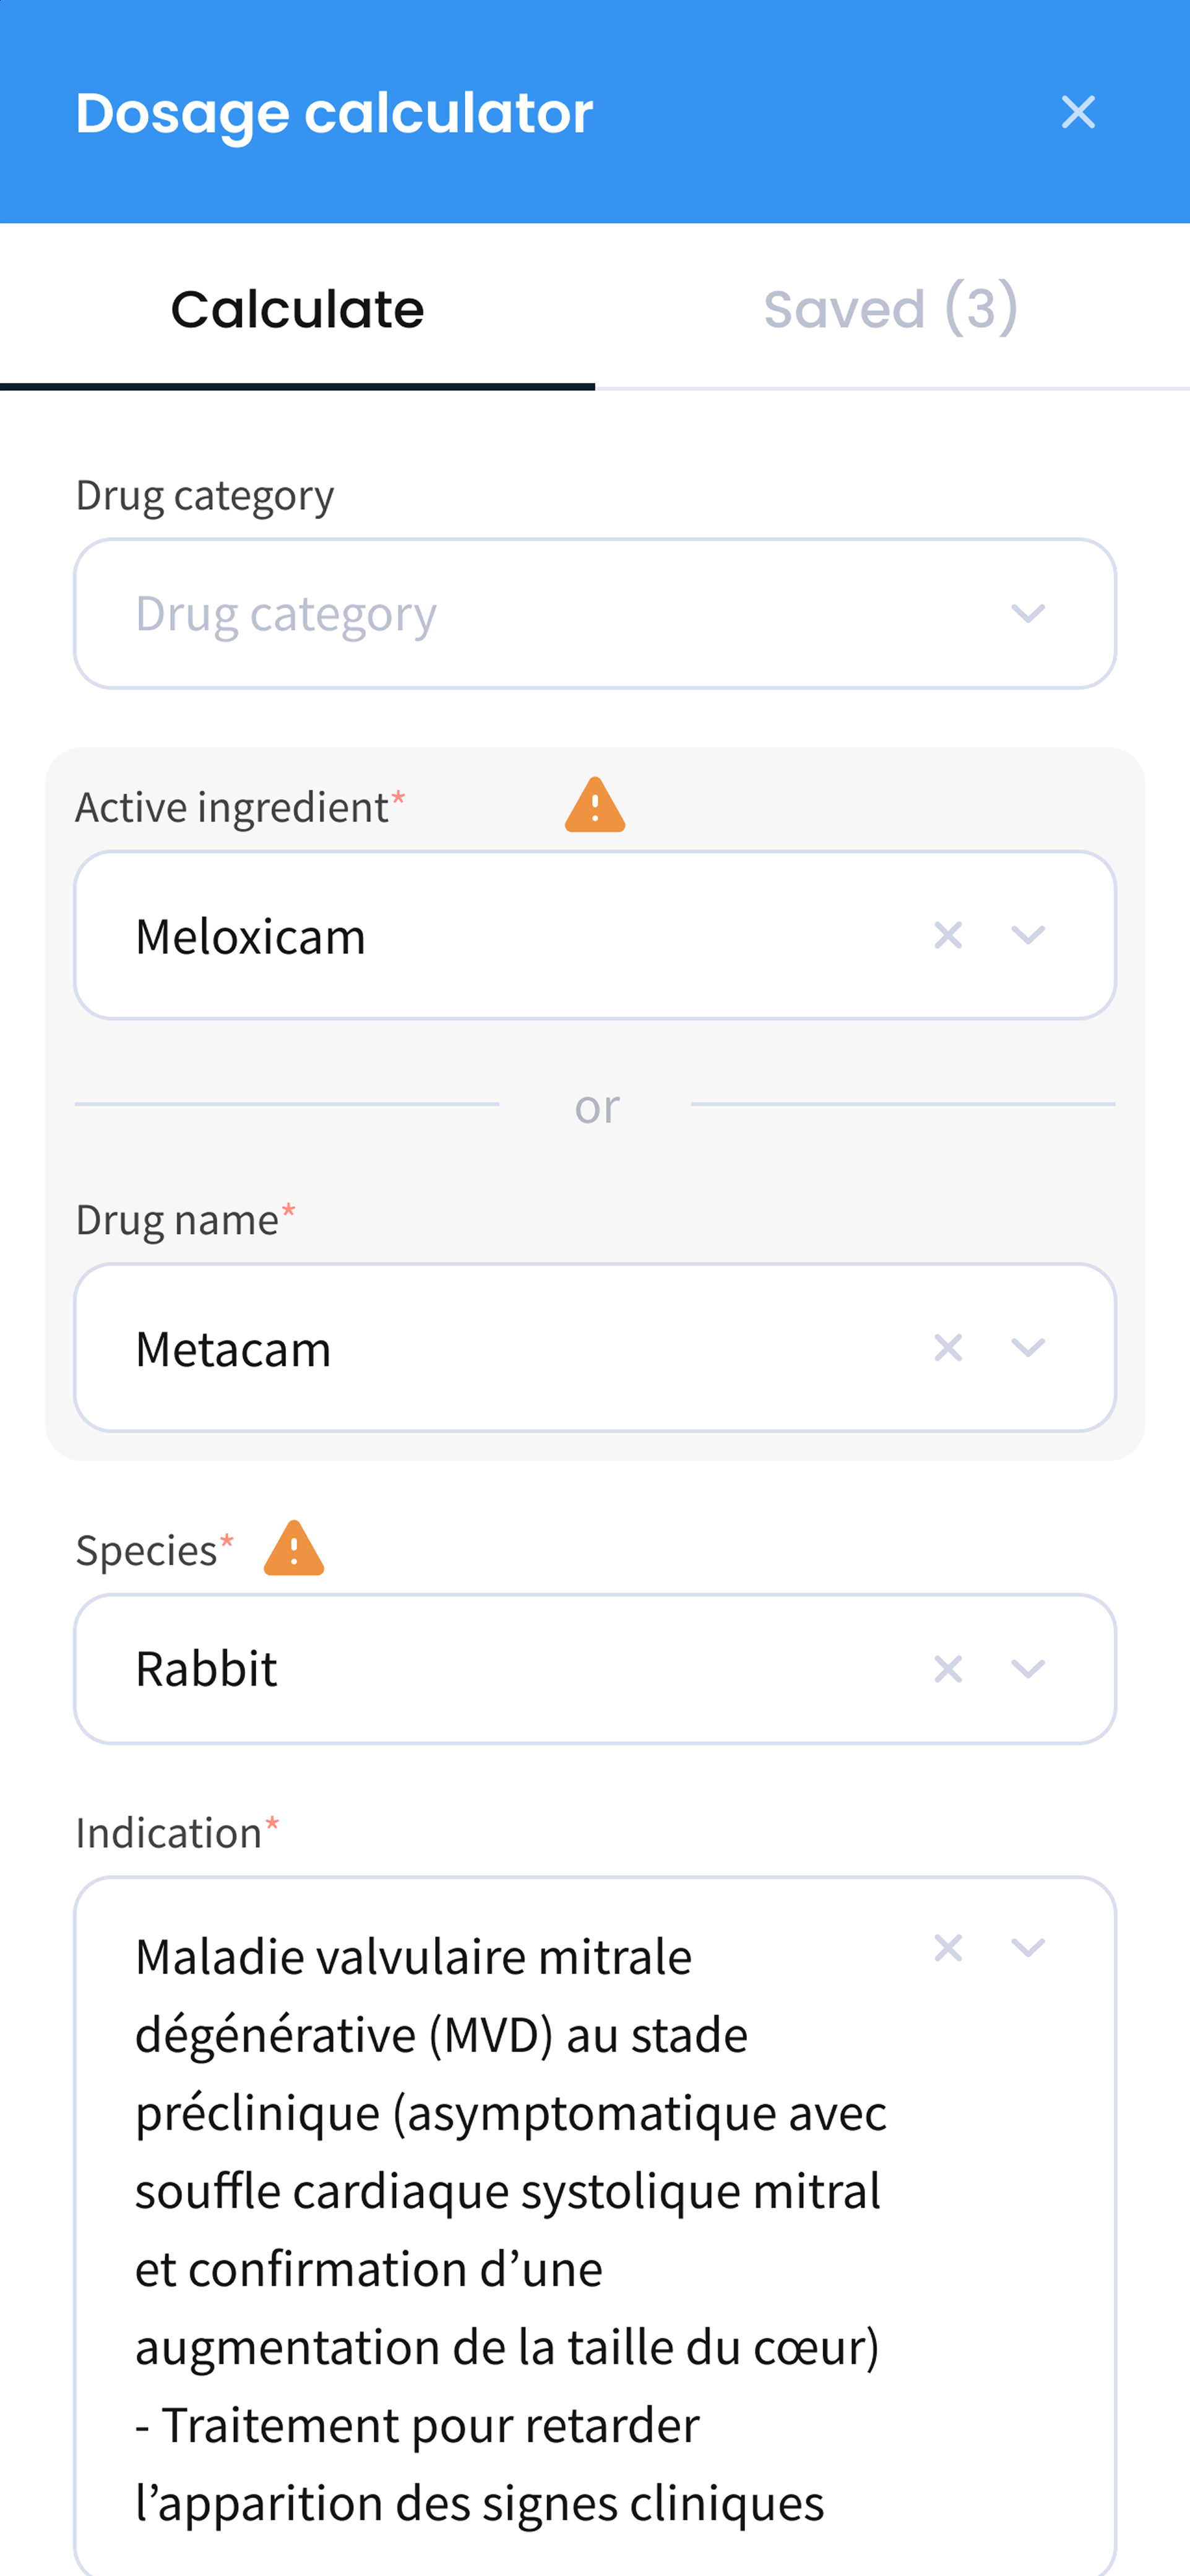 Dosage calculator
Calculate
Saved (3)
Drug category
Drug category
Active ingredient*
Meloxicam
or
Drug name*
Metacam
Species*
Rabbit
Indication*
Maladie valvulaire mitrale
dégénérative (MVD) au stade
préclinique (asymptomatique avec
souffle cardiaque systolique mitral
et confirmation d’une
augmentation de la taille du cœur)
- Traitement pour retarder
l’apparition des signes cliniques